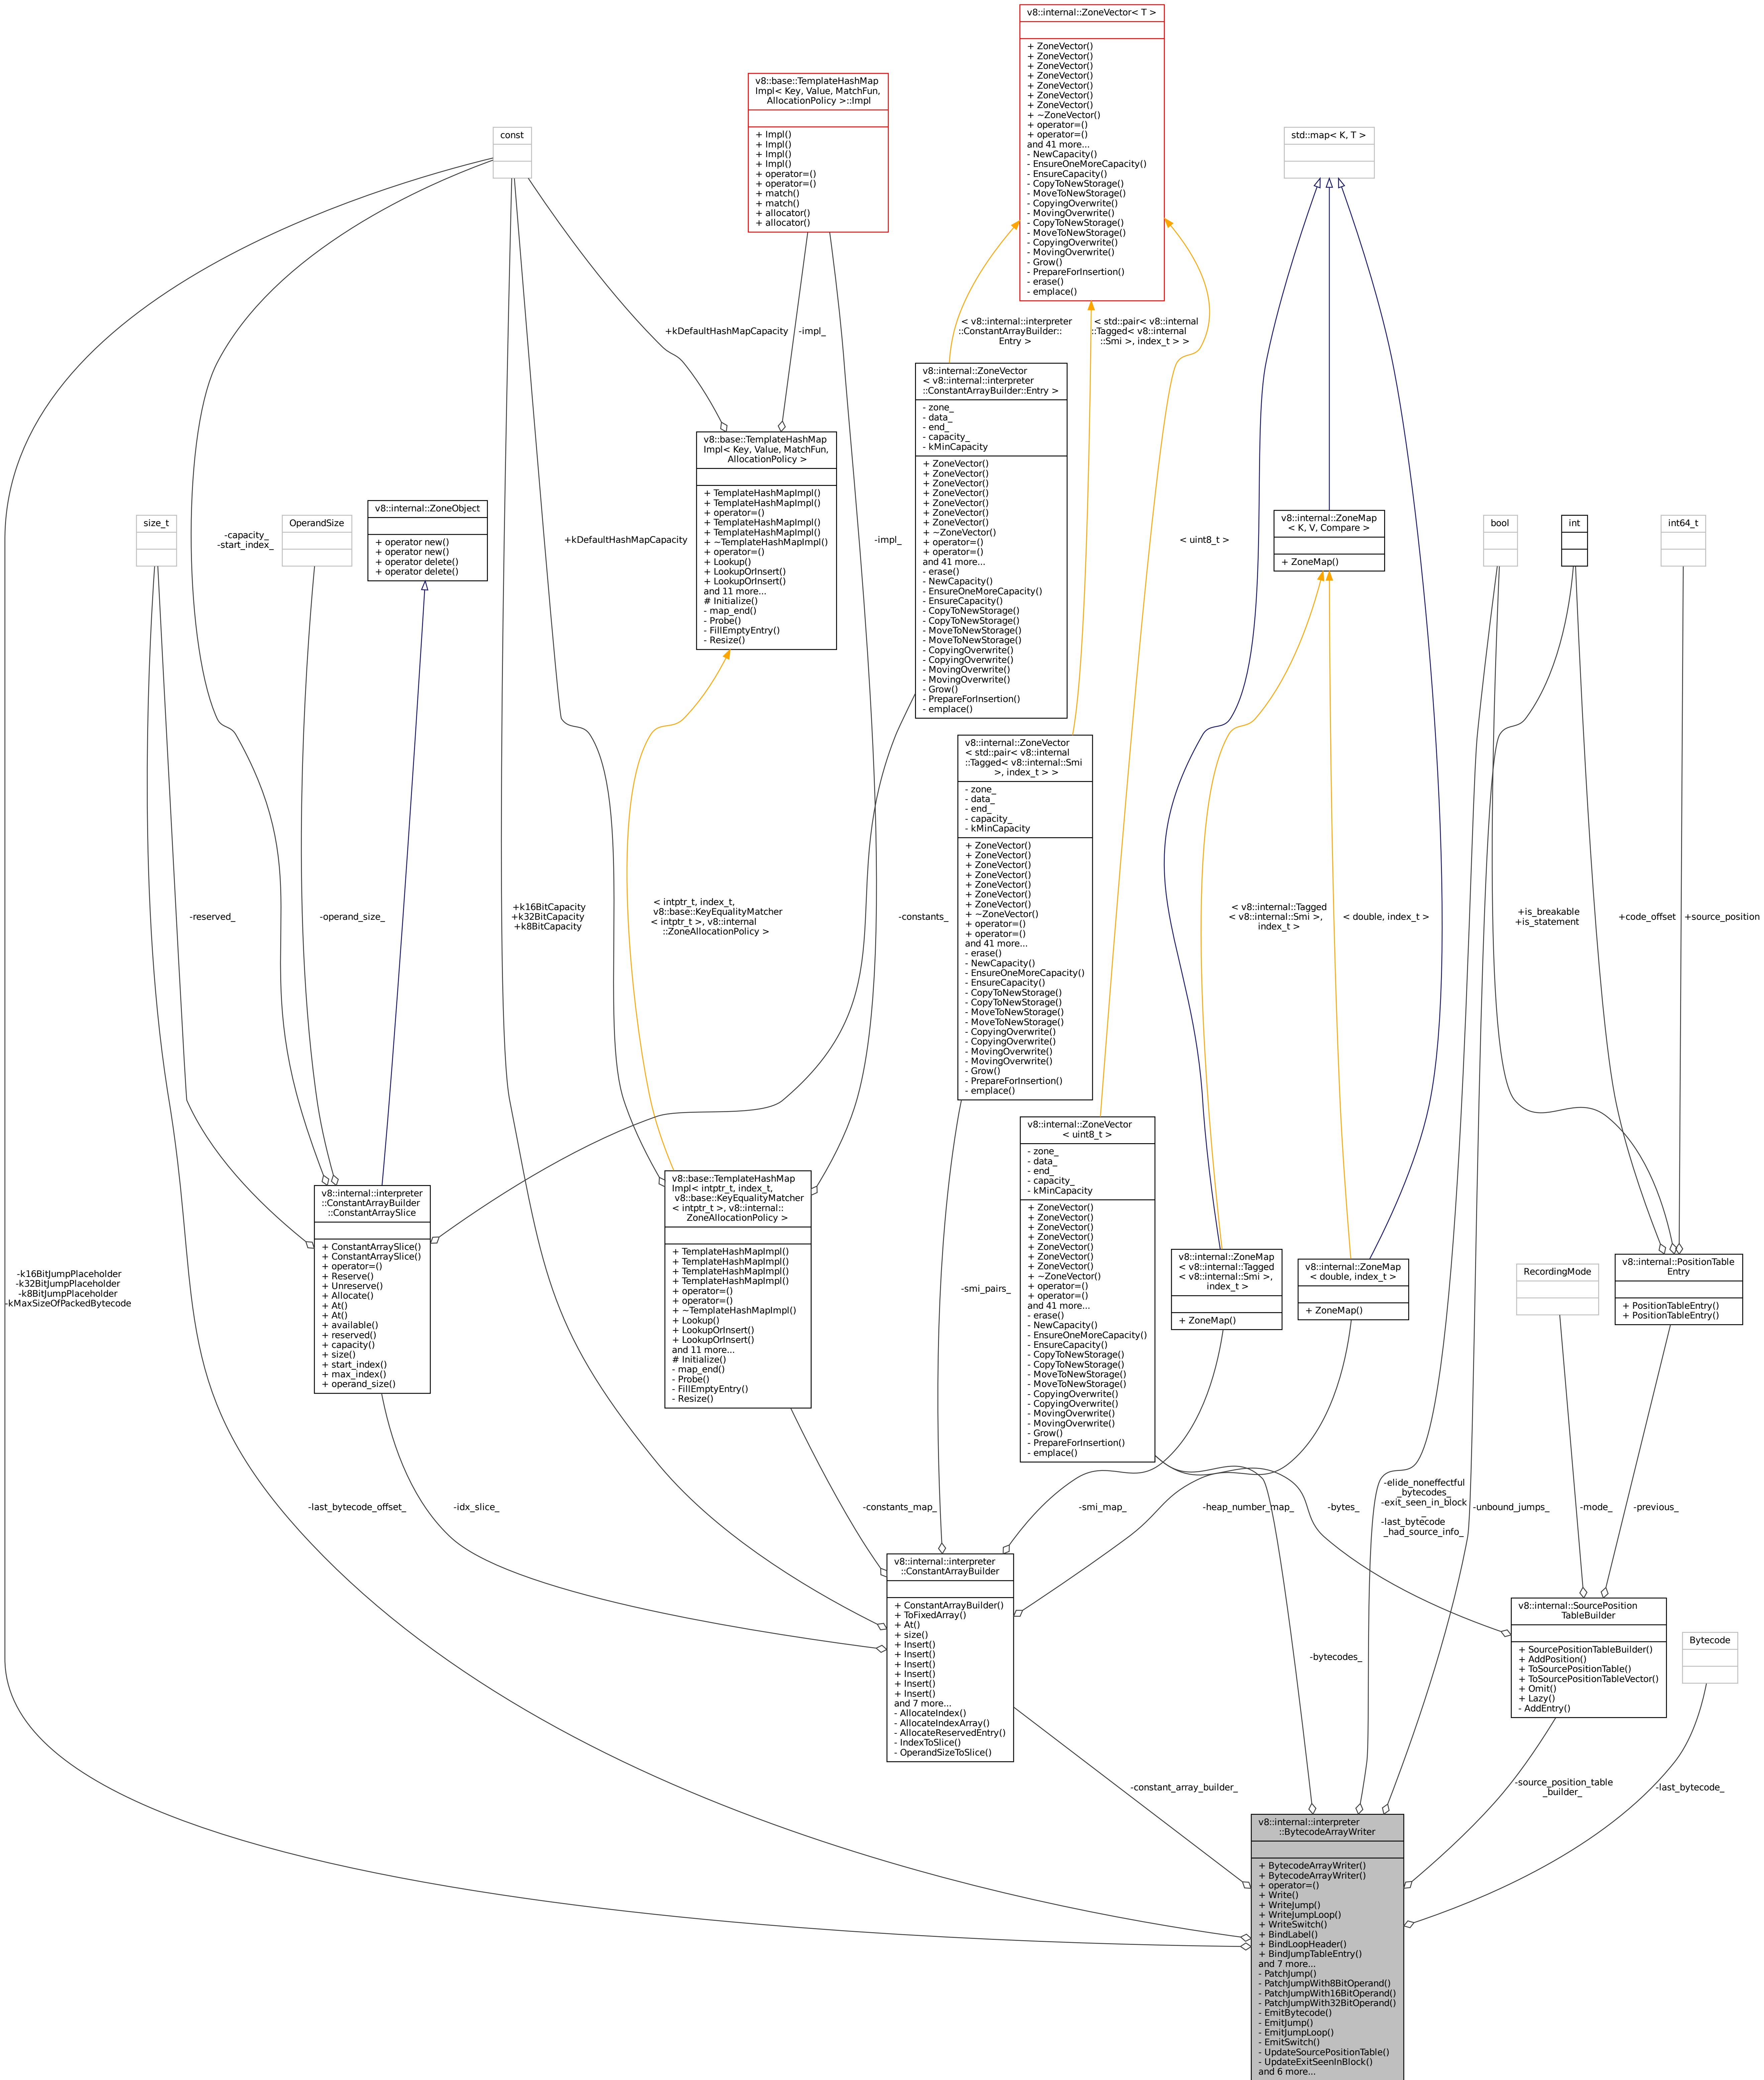 v8::internal::ZoneVector< T >
+ ZoneVector()
+ ZoneVector()
+ ZoneVector()
+ ZoneVector()
+ ZoneVector()
+ ZoneVector()
+ ZoneVector()
+ ~ZoneVector()
+ operator=()
+ operator=()
and 41 more...
- NewCapacity()
- EnsureOneMoreCapacity()
- EnsureCapacity()
- CopyToNewStorage()
- MoveToNewStorage()
- CopyingOverwrite()
- MovingOverwrite()
- CopyToNewStorage()
- MoveToNewStorage()
- CopyingOverwrite()
- MovingOverwrite()
- Grow()
- PrepareForInsertion()
- erase()
- emplace()
v8::base::TemplateHashMap
Impl< Key, Value, MatchFun,
AllocationPolicy >::Impl
+ Impl()
+ Impl()
+ Impl()
+ Impl()
+ operator=()
+ operator=()
+ match()
+ match()
+ allocator()
+ allocator()
const
std::map< K, T >
+kDefaultHashMapCapacity
-impl_
< v8::internal::interpreter
::ConstantArrayBuilder::
Entry >
< std::pair< v8::internal
::Tagged< v8::internal
::Smi >, index_t > >
v8::internal::ZoneVector
< v8::internal::interpreter
::ConstantArrayBuilder::Entry >
- zone_
- data_
- end_
- capacity_
- kMinCapacity
+ ZoneVector()
+ ZoneVector()
+ ZoneVector()
+ ZoneVector()
+ ZoneVector()
+ ZoneVector()
+ ZoneVector()
+ ~ZoneVector()
+ operator=()
+ operator=()
and 41 more...
- erase()
- NewCapacity()
- EnsureOneMoreCapacity()
- EnsureCapacity()
- CopyToNewStorage()
- CopyToNewStorage()
- MoveToNewStorage()
- MoveToNewStorage()
- CopyingOverwrite()
- CopyingOverwrite()
- MovingOverwrite()
- MovingOverwrite()
- Grow()
- PrepareForInsertion()
- emplace()
v8::base::TemplateHashMap
Impl< Key, Value, MatchFun,
AllocationPolicy >
+ TemplateHashMapImpl()
+ TemplateHashMapImpl()
+ operator=()
+ TemplateHashMapImpl()
+ TemplateHashMapImpl()
+ ~TemplateHashMapImpl()
+ operator=()
+ Lookup()
+ LookupOrInsert()
+ LookupOrInsert()
and 11 more...
# Initialize()
- map_end()
- Probe()
- FillEmptyEntry()
- Resize()
size_t
OperandSize
v8::internal::ZoneObject
+ operator new()
+ operator new()
+ operator delete()
+ operator delete()
-capacity_
-start_index_
+kDefaultHashMapCapacity
-impl_
< uint8_t >
v8::internal::ZoneMap
< K, V, Compare >
+ ZoneMap()
bool
int
int64_t
v8::internal::ZoneVector
< std::pair< v8::internal
::Tagged< v8::internal::Smi
>, index_t > >
- zone_
- data_
- end_
- capacity_
- kMinCapacity
+ ZoneVector()
+ ZoneVector()
+ ZoneVector()
+ ZoneVector()
+ ZoneVector()
+ ZoneVector()
+ ZoneVector()
+ ~ZoneVector()
+ operator=()
+ operator=()
and 41 more...
- erase()
- NewCapacity()
- EnsureOneMoreCapacity()
- EnsureCapacity()
- CopyToNewStorage()
- CopyToNewStorage()
- MoveToNewStorage()
- MoveToNewStorage()
- CopyingOverwrite()
- CopyingOverwrite()
- MovingOverwrite()
- MovingOverwrite()
- Grow()
- PrepareForInsertion()
- emplace()
-reserved_
-operand_size_
+k16BitCapacity
+k32BitCapacity
+k8BitCapacity
< intptr_t, index_t,
v8::base::KeyEqualityMatcher
< intptr_t >, v8::internal
::ZoneAllocationPolicy >
-constants_
< v8::internal::Tagged
< v8::internal::Smi >,
index_t >
< double, index_t >
+is_breakable
+is_statement
+code_offset
+source_position
v8::internal::ZoneVector
< uint8_t >
- zone_
- data_
- end_
- capacity_
- kMinCapacity
+ ZoneVector()
+ ZoneVector()
+ ZoneVector()
+ ZoneVector()
+ ZoneVector()
+ ZoneVector()
+ ZoneVector()
+ ~ZoneVector()
+ operator=()
+ operator=()
and 41 more...
- erase()
- NewCapacity()
- EnsureOneMoreCapacity()
- EnsureCapacity()
- CopyToNewStorage()
- CopyToNewStorage()
- MoveToNewStorage()
- MoveToNewStorage()
- CopyingOverwrite()
- CopyingOverwrite()
- MovingOverwrite()
- MovingOverwrite()
- Grow()
- PrepareForInsertion()
- emplace()
v8::internal::interpreter
::ConstantArrayBuilder
::ConstantArraySlice
+ ConstantArraySlice()
+ ConstantArraySlice()
+ operator=()
+ Reserve()
+ Unreserve()
+ Allocate()
+ At()
+ At()
+ available()
+ reserved()
+ capacity()
+ size()
+ start_index()
+ max_index()
+ operand_size()
v8::base::TemplateHashMap
Impl< intptr_t, index_t,
v8::base::KeyEqualityMatcher
< intptr_t >, v8::internal::
ZoneAllocationPolicy >
+ TemplateHashMapImpl()
+ TemplateHashMapImpl()
+ TemplateHashMapImpl()
+ TemplateHashMapImpl()
+ operator=()
+ operator=()
+ ~TemplateHashMapImpl()
+ Lookup()
+ LookupOrInsert()
+ LookupOrInsert()
and 11 more...
# Initialize()
- map_end()
- Probe()
- FillEmptyEntry()
- Resize()
-k16BitJumpPlaceholder
-k32BitJumpPlaceholder
-k8BitJumpPlaceholder
-kMaxSizeOfPackedBytecode
-smi_pairs_
v8::internal::ZoneMap
< v8::internal::Tagged
< v8::internal::Smi >,
index_t >
+ ZoneMap()
v8::internal::ZoneMap
< double, index_t >
+ ZoneMap()
RecordingMode
v8::internal::PositionTable
Entry
+ PositionTableEntry()
+ PositionTableEntry()
-last_bytecode_offset_
-idx_slice_
-constants_map_
-smi_map_
-heap_number_map_
-bytes_
-elide_noneffectful
_bytecodes_
-exit_seen_in_block
_
-last_bytecode
_had_source_info_
-unbound_jumps_
-mode_
-previous_
v8::internal::interpreter
::ConstantArrayBuilder
+ ConstantArrayBuilder()
+ ToFixedArray()
+ At()
+ size()
+ Insert()
+ Insert()
+ Insert()
+ Insert()
+ Insert()
+ Insert()
and 7 more...
- AllocateIndex()
- AllocateIndexArray()
- AllocateReservedEntry()
- IndexToSlice()
- OperandSizeToSlice()
-bytecodes_
v8::internal::SourcePosition
TableBuilder
+ SourcePositionTableBuilder()
+ AddPosition()
+ ToSourcePositionTable()
+ ToSourcePositionTableVector()
+ Omit()
+ Lazy()
- AddEntry()
Bytecode
-constant_array_builder_
-source_position_table
_builder_
-last_bytecode_
v8::internal::interpreter
::BytecodeArrayWriter
+ BytecodeArrayWriter()
+ BytecodeArrayWriter()
+ operator=()
+ Write()
+ WriteJump()
+ WriteJumpLoop()
+ WriteSwitch()
+ BindLabel()
+ BindLoopHeader()
+ BindJumpTableEntry()
and 7 more...
- PatchJump()
- PatchJumpWith8BitOperand()
- PatchJumpWith16BitOperand()
- PatchJumpWith32BitOperand()
- EmitBytecode()
- EmitJump()
- EmitJumpLoop()
- EmitSwitch()
- UpdateSourcePositionTable()
- UpdateExitSeenInBlock()
and 6 more...